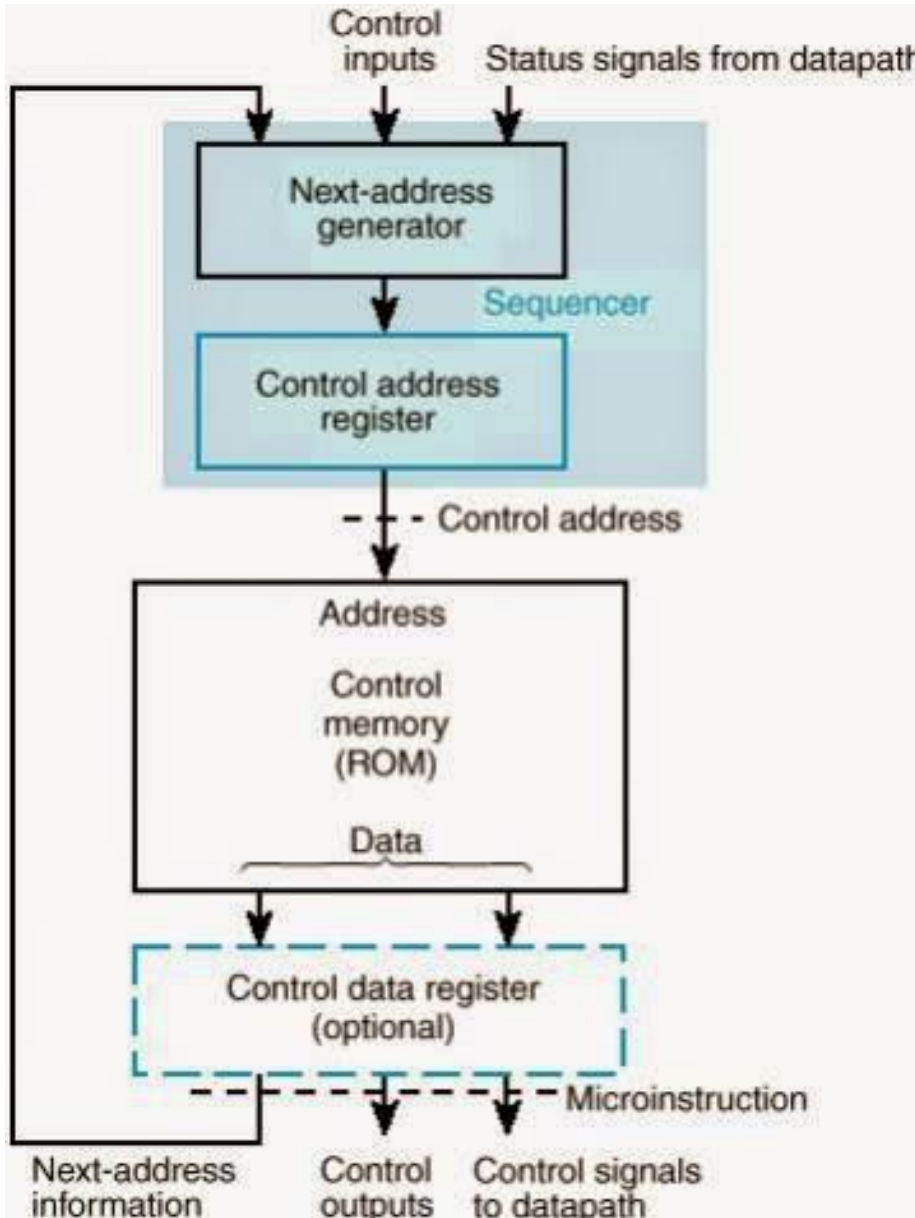 Control
inputs
Status signals from datapath
Next-address
generator
Sequencer
Control address
register
Control address
Address
Control
memory
(ROM)
Data
Control data register
(optional)
Microinstruction
Next-address
information
Control
outputs
Control signals
to datapath